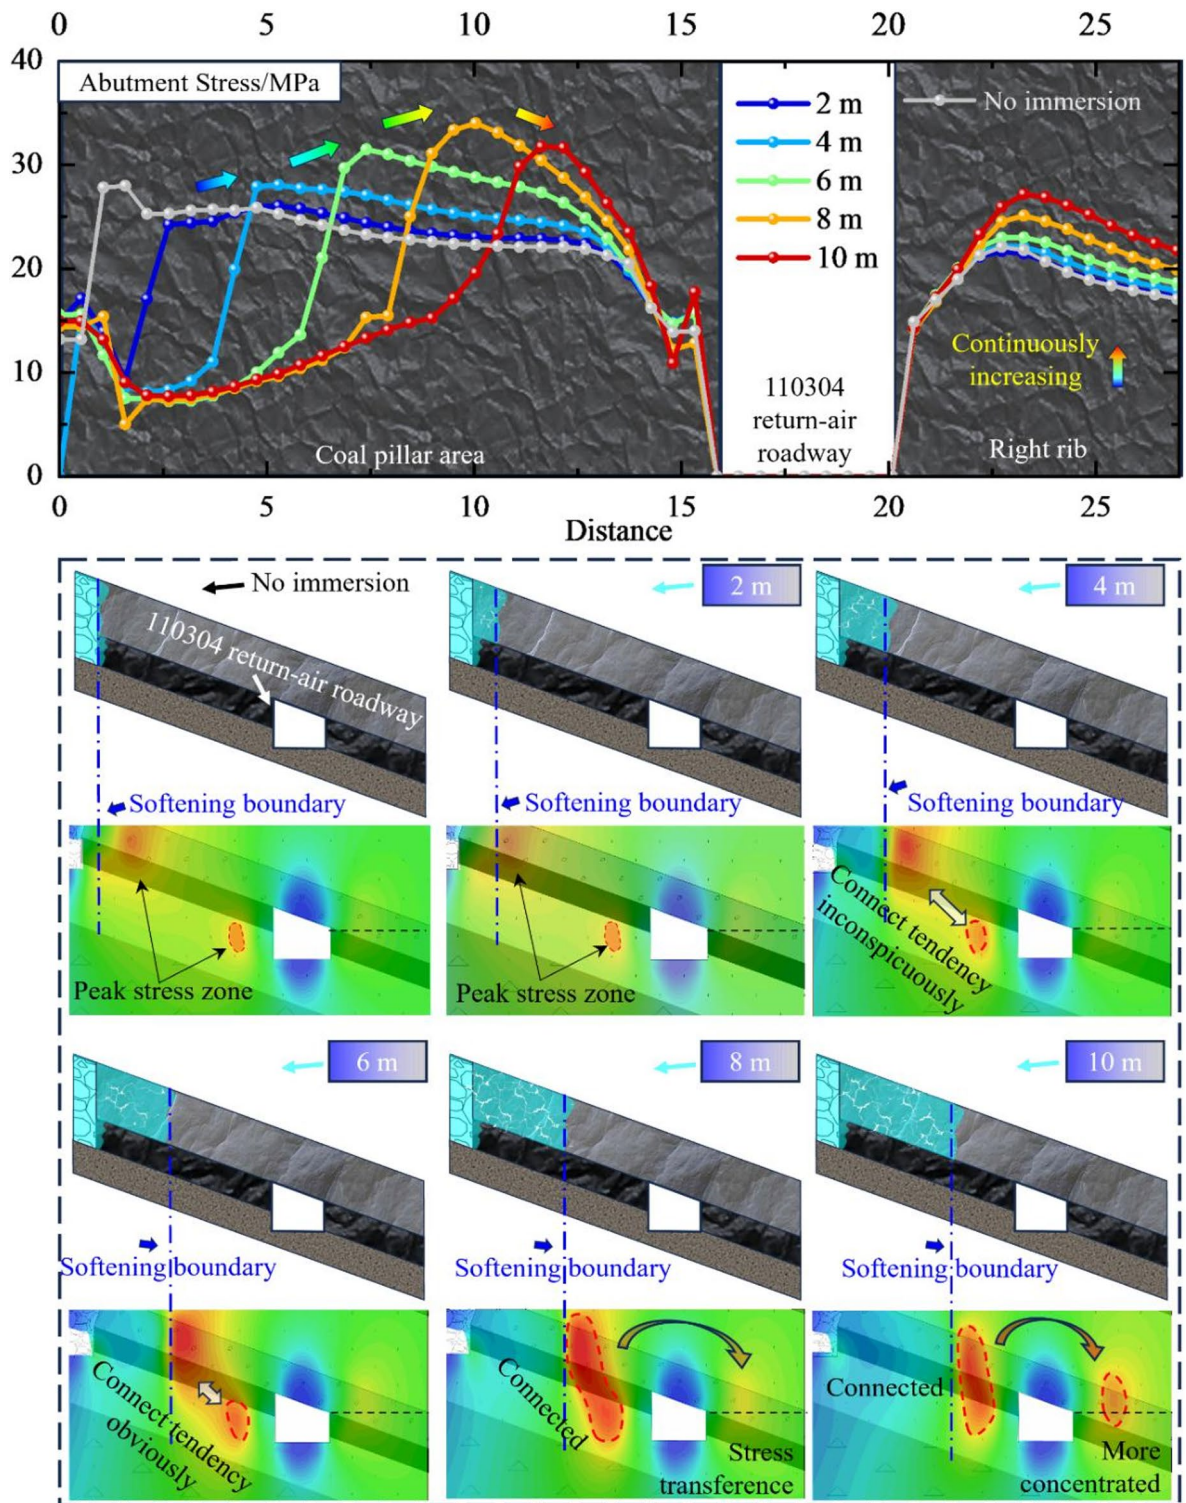 0 5 10 15 20 25
40
30
20
10
0
Abutment Stress/MPa
2 m
4 m
6 m
8 m
10 m
No immersion
Continuously
increasing
Coal pillar area
110304
return-air
roadway
Right rib
0 5 10 15 20 25
Distance
No immersion
110304 return-air roadway
Softening boundary
Peak stress zone
2 m
Softening boundary
Peak stress zone
4 m
Softening boundary
Connect tendency
inconspicuously
6 m
Softening boundary
Connect tendency
obviously
8 m
Softening boundary
Connected
Stress
transference
10 m
Softening boundary
Connected
More
concentrated